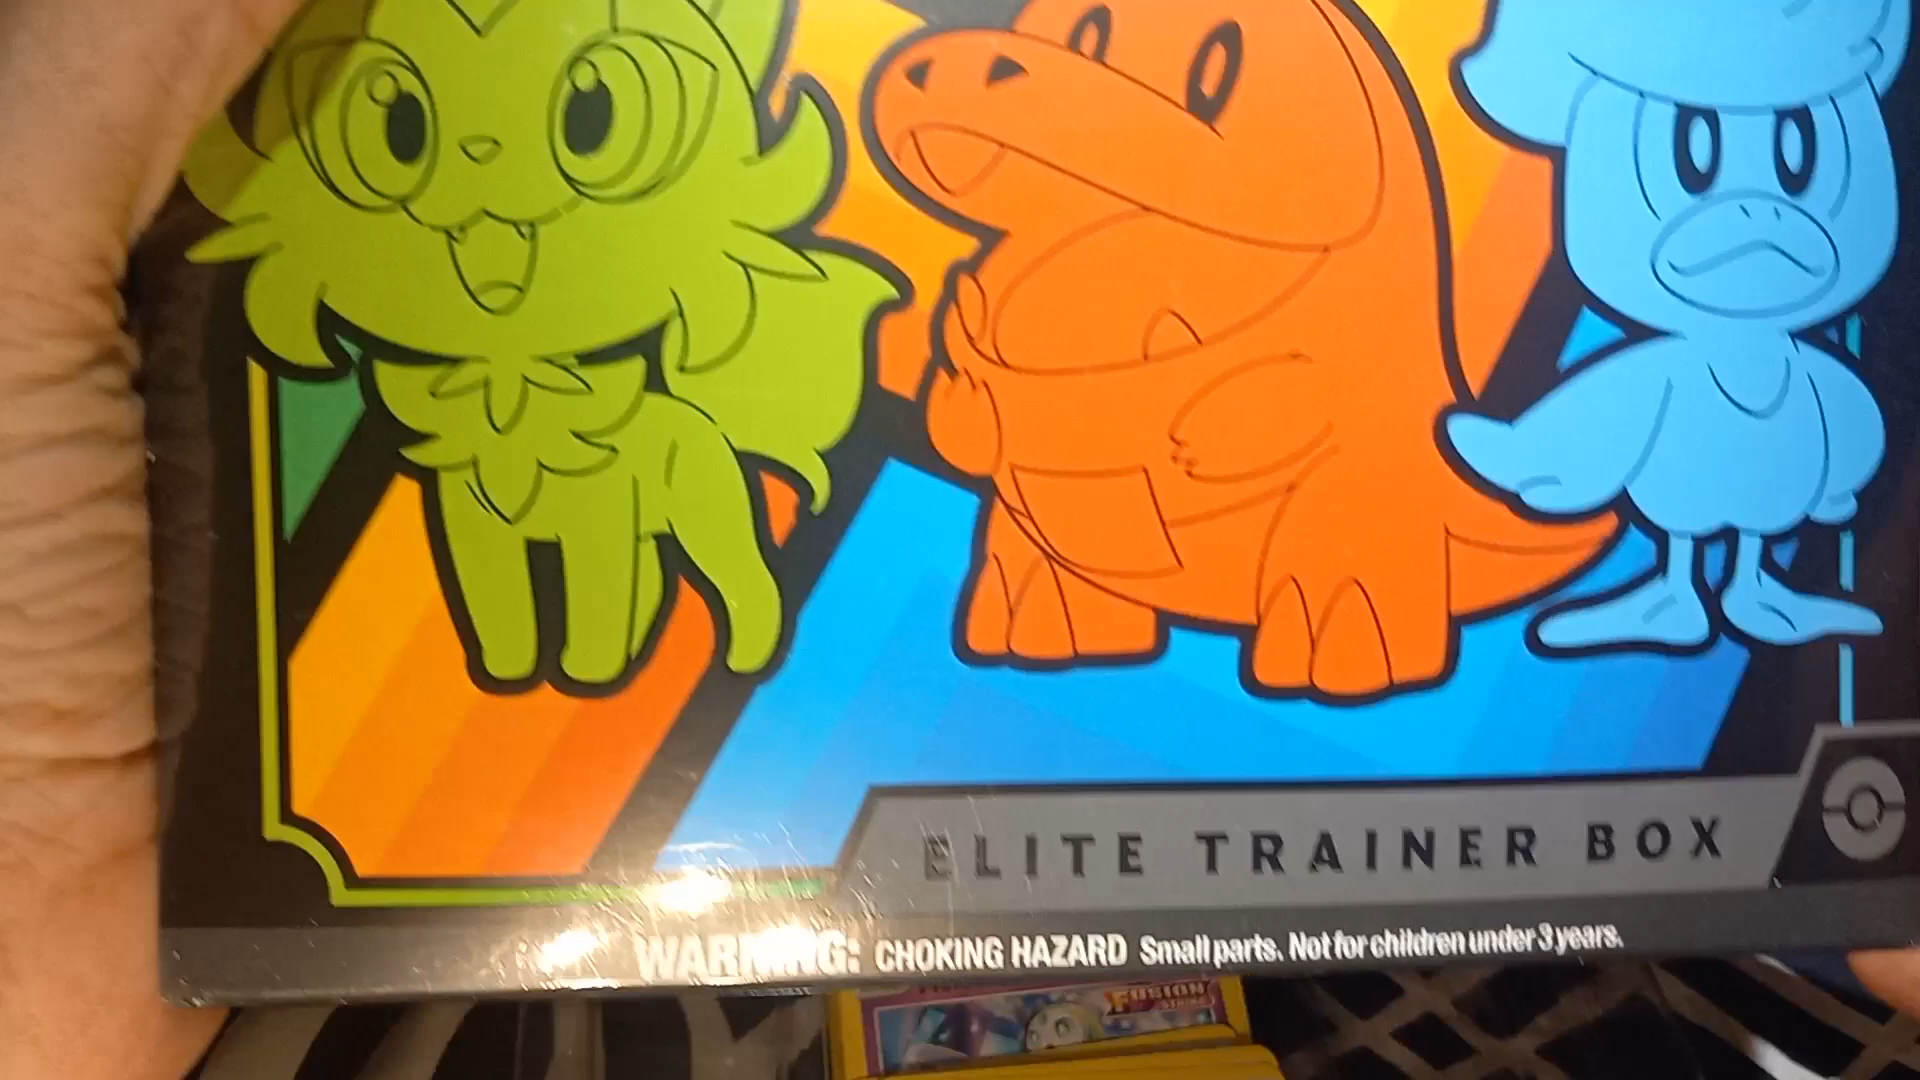 ELITE TRAINER BOX
WARNING: CHOKING HAZARD Small parts. Not for children under 3 years.
FUSION
STRIKE